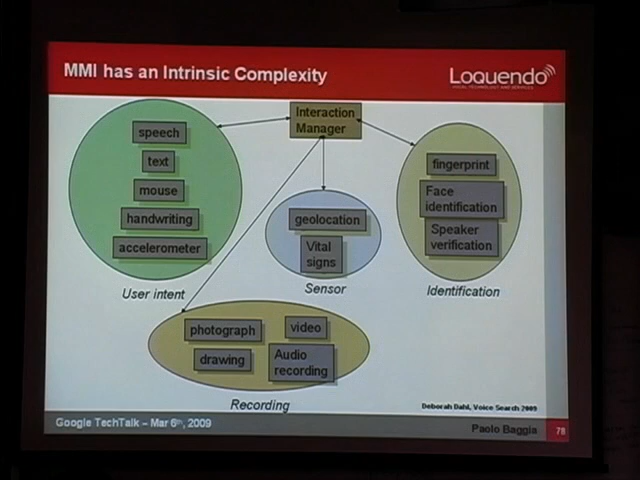 MMI has an Intrinsic Complexity
Loquendo
Interaction
Manager
speech
text
mouse
handwriting
accelerometer
User intent
geolocation
Vital
signs
Sensor
fingerprint
Face
identification
Speaker
verification
Identification
photograph
video
drawing
Audio
recording
Recording
Deborah Dahl, Voice Search 2009
Google TechTalk – Mar 6th, 2009
Paolo Baggia
78